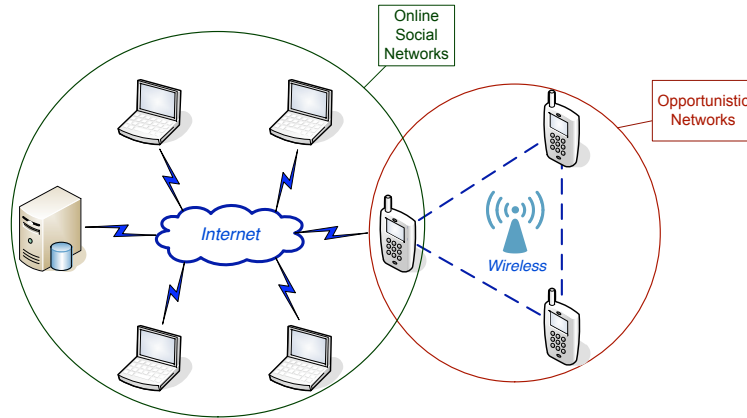 Online
Social
Networks
Opportunistic
Networks
Internet
Wireless